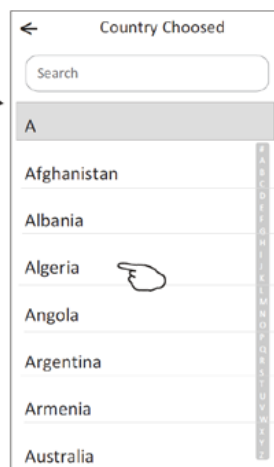 Country Choosed
Search
A
Afghanistan
Albania
Algeria
Angola
Argentina
Armenia
Australia
#
A
B
C
D
E
F
G
H
I
J
K
L
M
N
O
P
Q
R
S
T
U
V
W
X
Y
Z